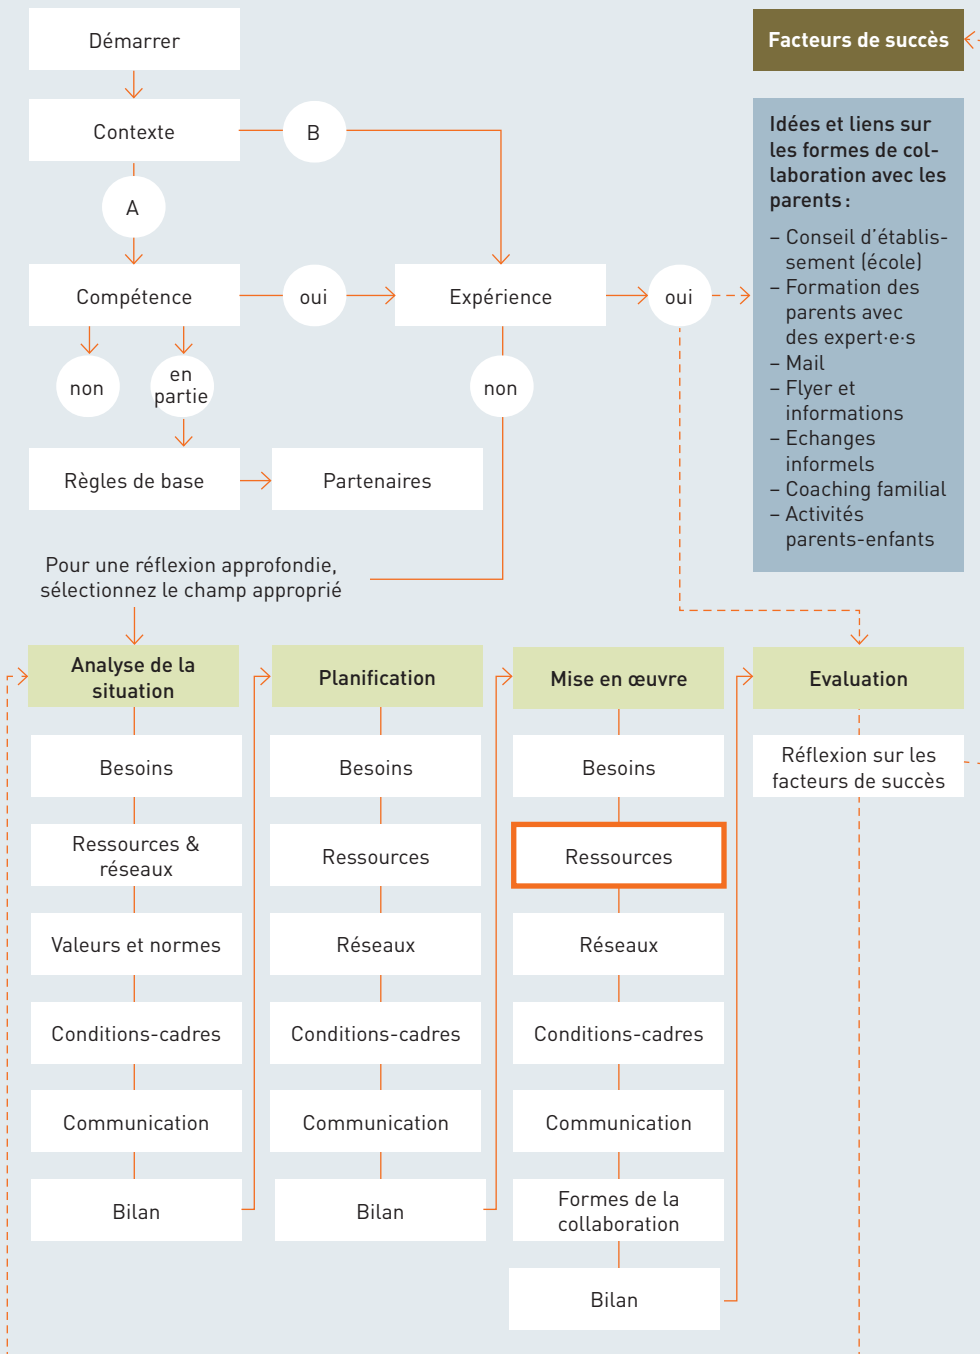 Démarrer
Facteurs de succès
Contexte
B
A
Idées et liens sur
les formes de col-
laboration avec les
parents :
– Conseil d’établis-
sement (école)
– Formation des
parents avec
des expert·e·s
– Mail
– Flyer et
informations
– Echanges
informels
– Coaching familial
– Activités
parents-enfants
Compétence
oui
Expérience
oui
non
en
partie
non
Règles de base
Partenaires
Pour une réflexion approfondie,
sélectionnez le champ approprié
Analyse de la
situation
Besoins
Ressources &
réseaux
Valeurs et normes
Conditions-cadres
Communication
Bilan
Planification
Besoins
Ressources
Réseaux
Conditions-cadres
Communication
Bilan
Mise en œuvre
Besoins
Ressources
Réseaux
Conditions-cadres
Communication
Formes de la
collaboration
Bilan
Evaluation
Réflexion sur les
facteurs de succès